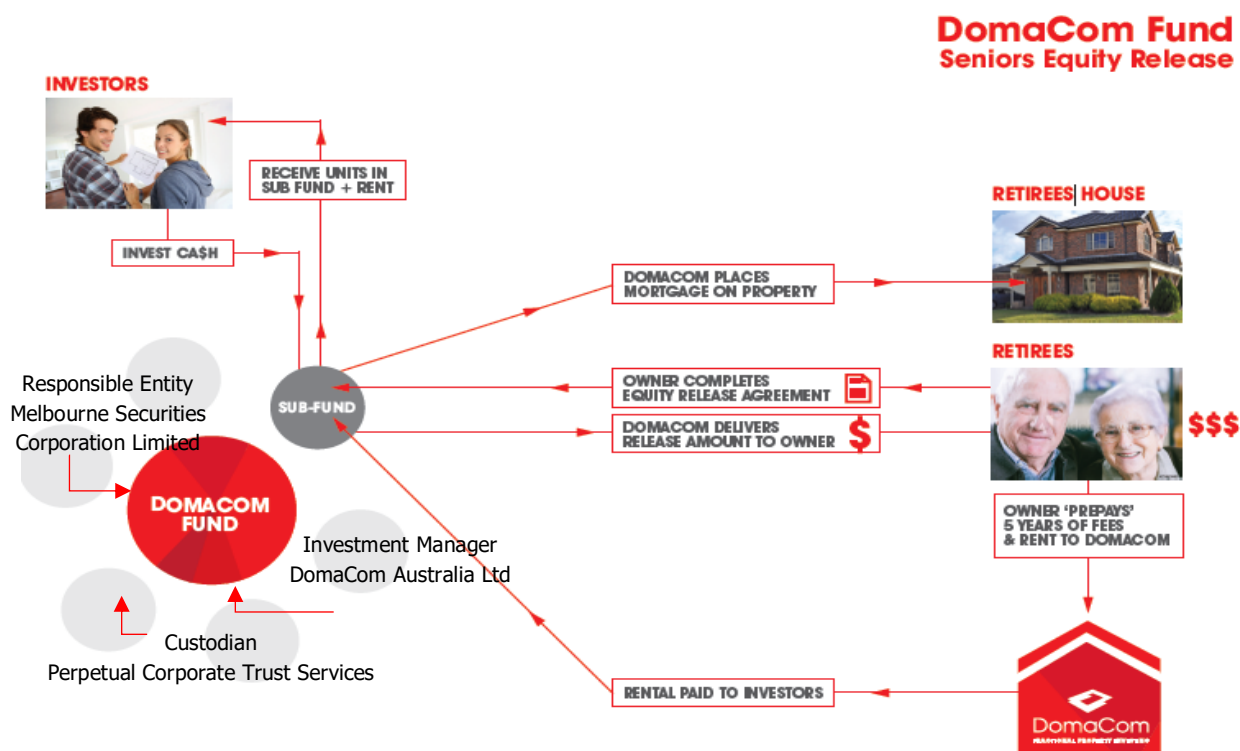 DomaCom Fund
Seniors Equity Release
INVESTORS
RECEIVE UNITS IN
SUB FUND + RENT
INVEST CA$H
RETIREES HOUSE
DOMACOM PLACES
MORTGAGE ON PROPERTY
RETIREES
Responsible Entity
Melbourne Securities
Corporation Limited
SUB-FUND
OWNER COMPLETES
EQUITY RELEASE AGREEMENT
DOMACOM DELIVERS
RELEASE AMOUNT TO OWNER
$
$$$
DOMACOM
FUND
OWNER ‘PREPAYS’
5 YEARS OF FEES
& RENT TO DOMACOM
Investment Manager
DomaCom Australia Ltd
Custodian
Perpetual Corporate Trust Services
RENTAL PAID TO INVESTORS
DomaCom